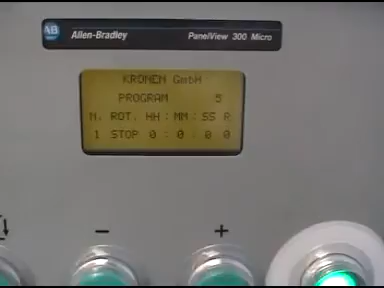 AB Allen-Bradley PanelView 300 Micro
KRONEN GmbH
PROGRAM 5
N. ROT. HH : MM : SS R
1 STOP 0 : 0 : 0 0
- +